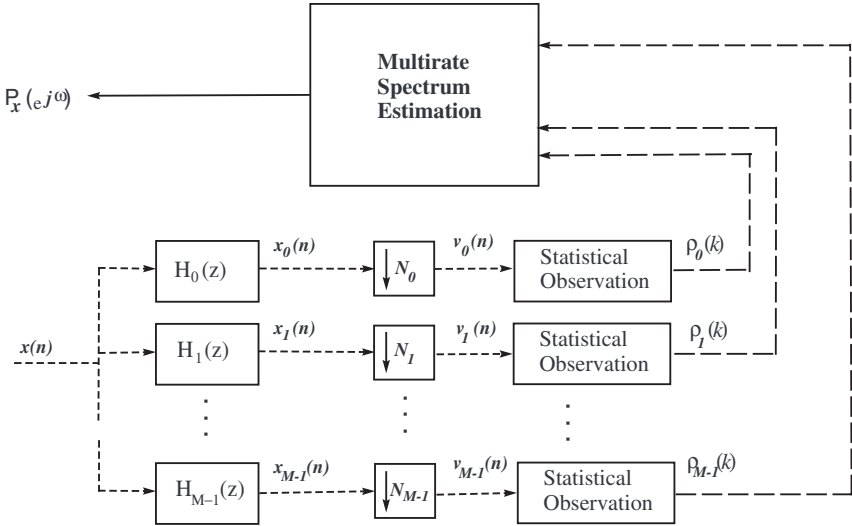 Multirate
Spectrum
Estimation
P_x(e^jω)
x_0(n)
v_0(n)
ρ_0(k)
H_0(z)
↓N_0
Statistical
Observation
x(n)
x_1(n)
v_1(n)
ρ_1(k)
H_1(z)
↓N_1
Statistical
Observation
x_{M-1}(n)
v_{M-1}(n)
ρ_{M-1}(k)
H_{M-1}(z)
↓N_{M-1}
Statistical
Observation